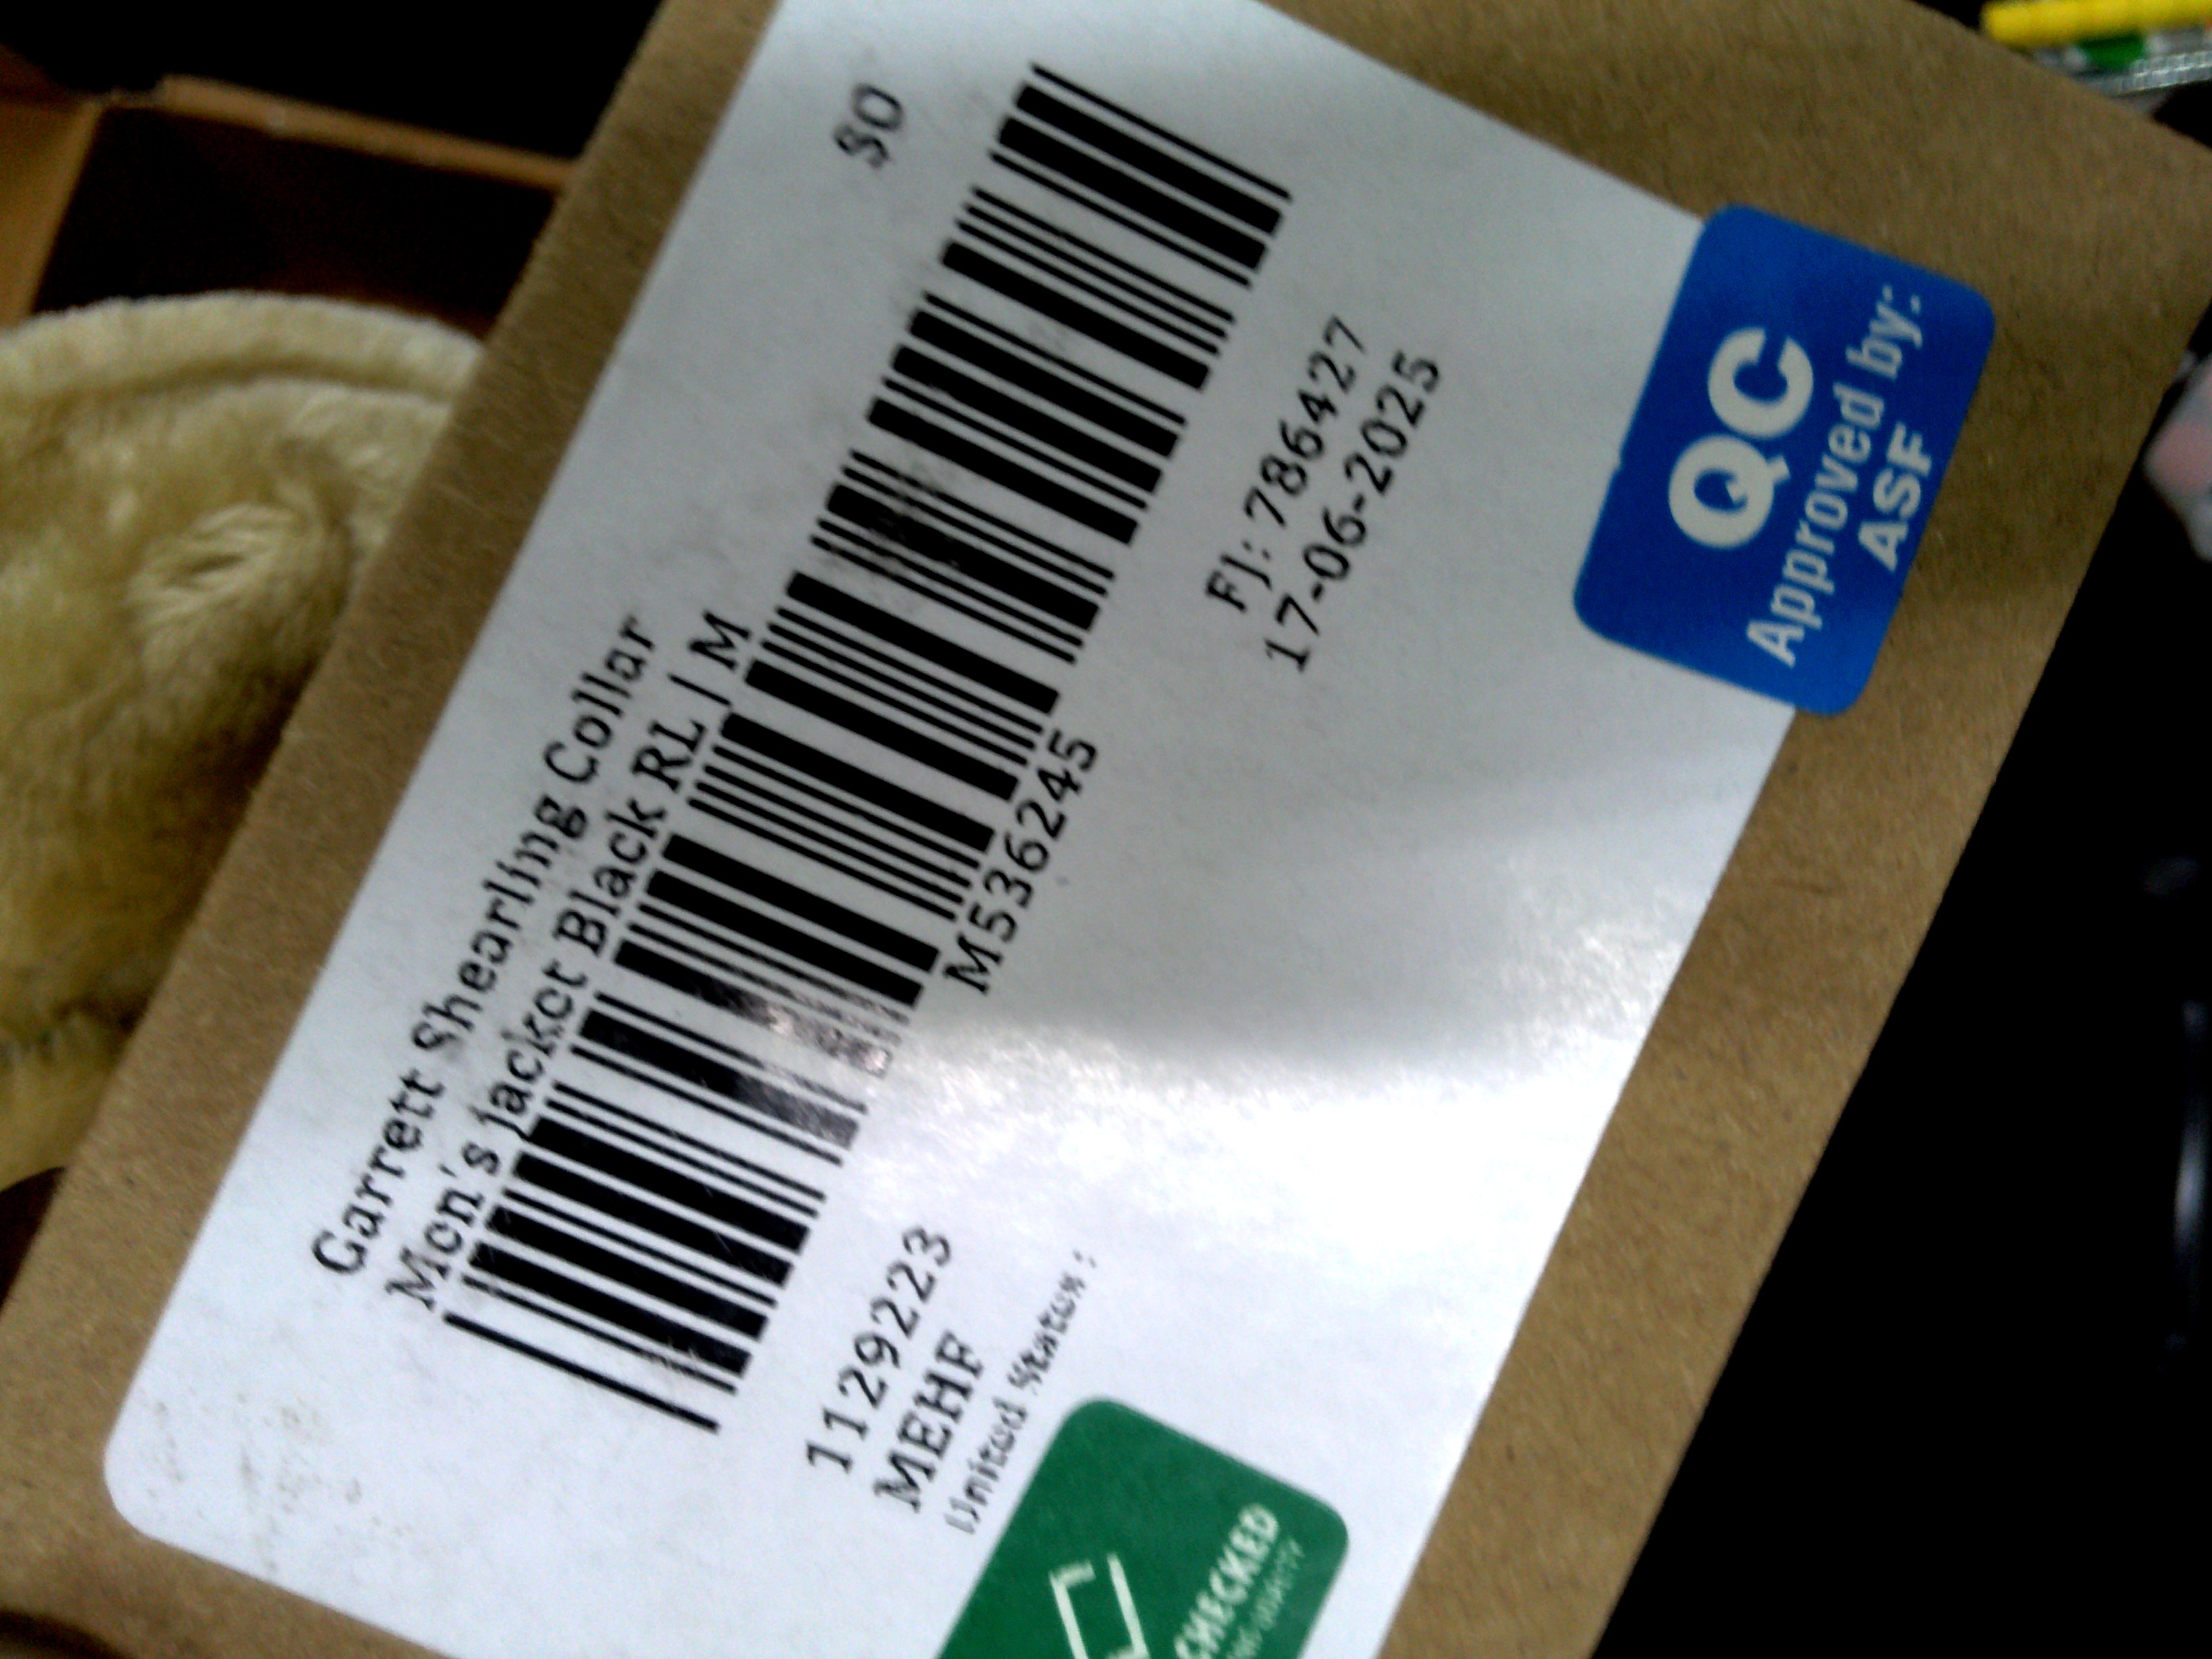 $0
Garrett Shearling Collar
Men's Jacket Black RL | M
M536245
1129223
MEHF
United States :
FJ: 786427
17-06-2025
QC
Approved by:
ASF
CHECKED